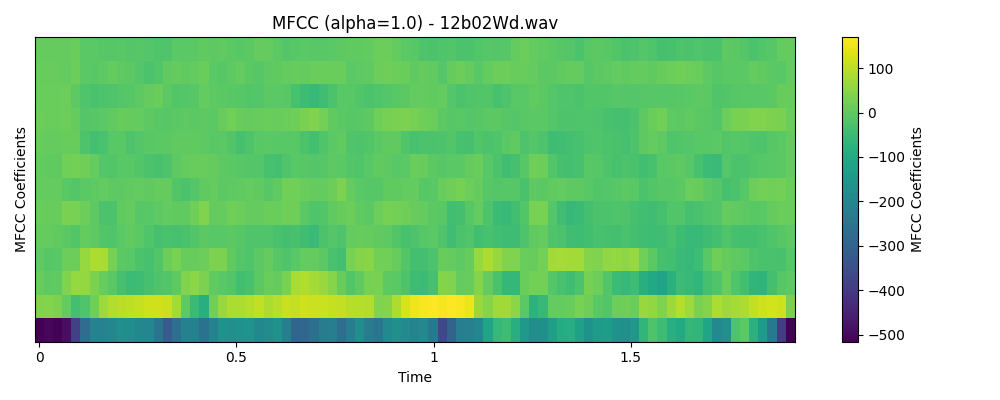 MFCC (alpha=1.0) - 12b02Wd.wav
MFCC Coefficients
0
0.5
1
1.5
Time
100
0
−100
−200
−300
−400
−500
MFCC Coefficients